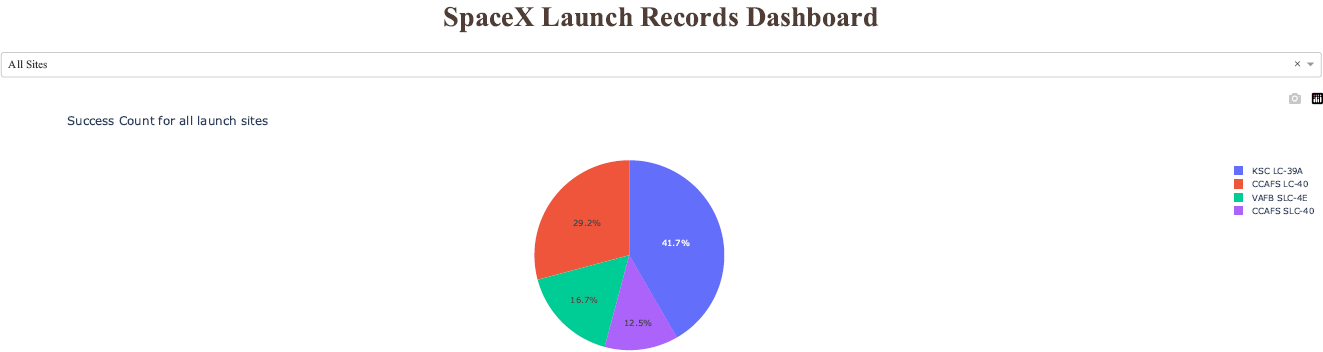 SpaceX Launch Records Dashboard
All Sites
×
Success Count for all launch sites
KSC LC-39A
CCAFS LC-40
VAFB SLC-4E
CCAFS SLC-40
29.2%
41.7%
16.7%
12.5%